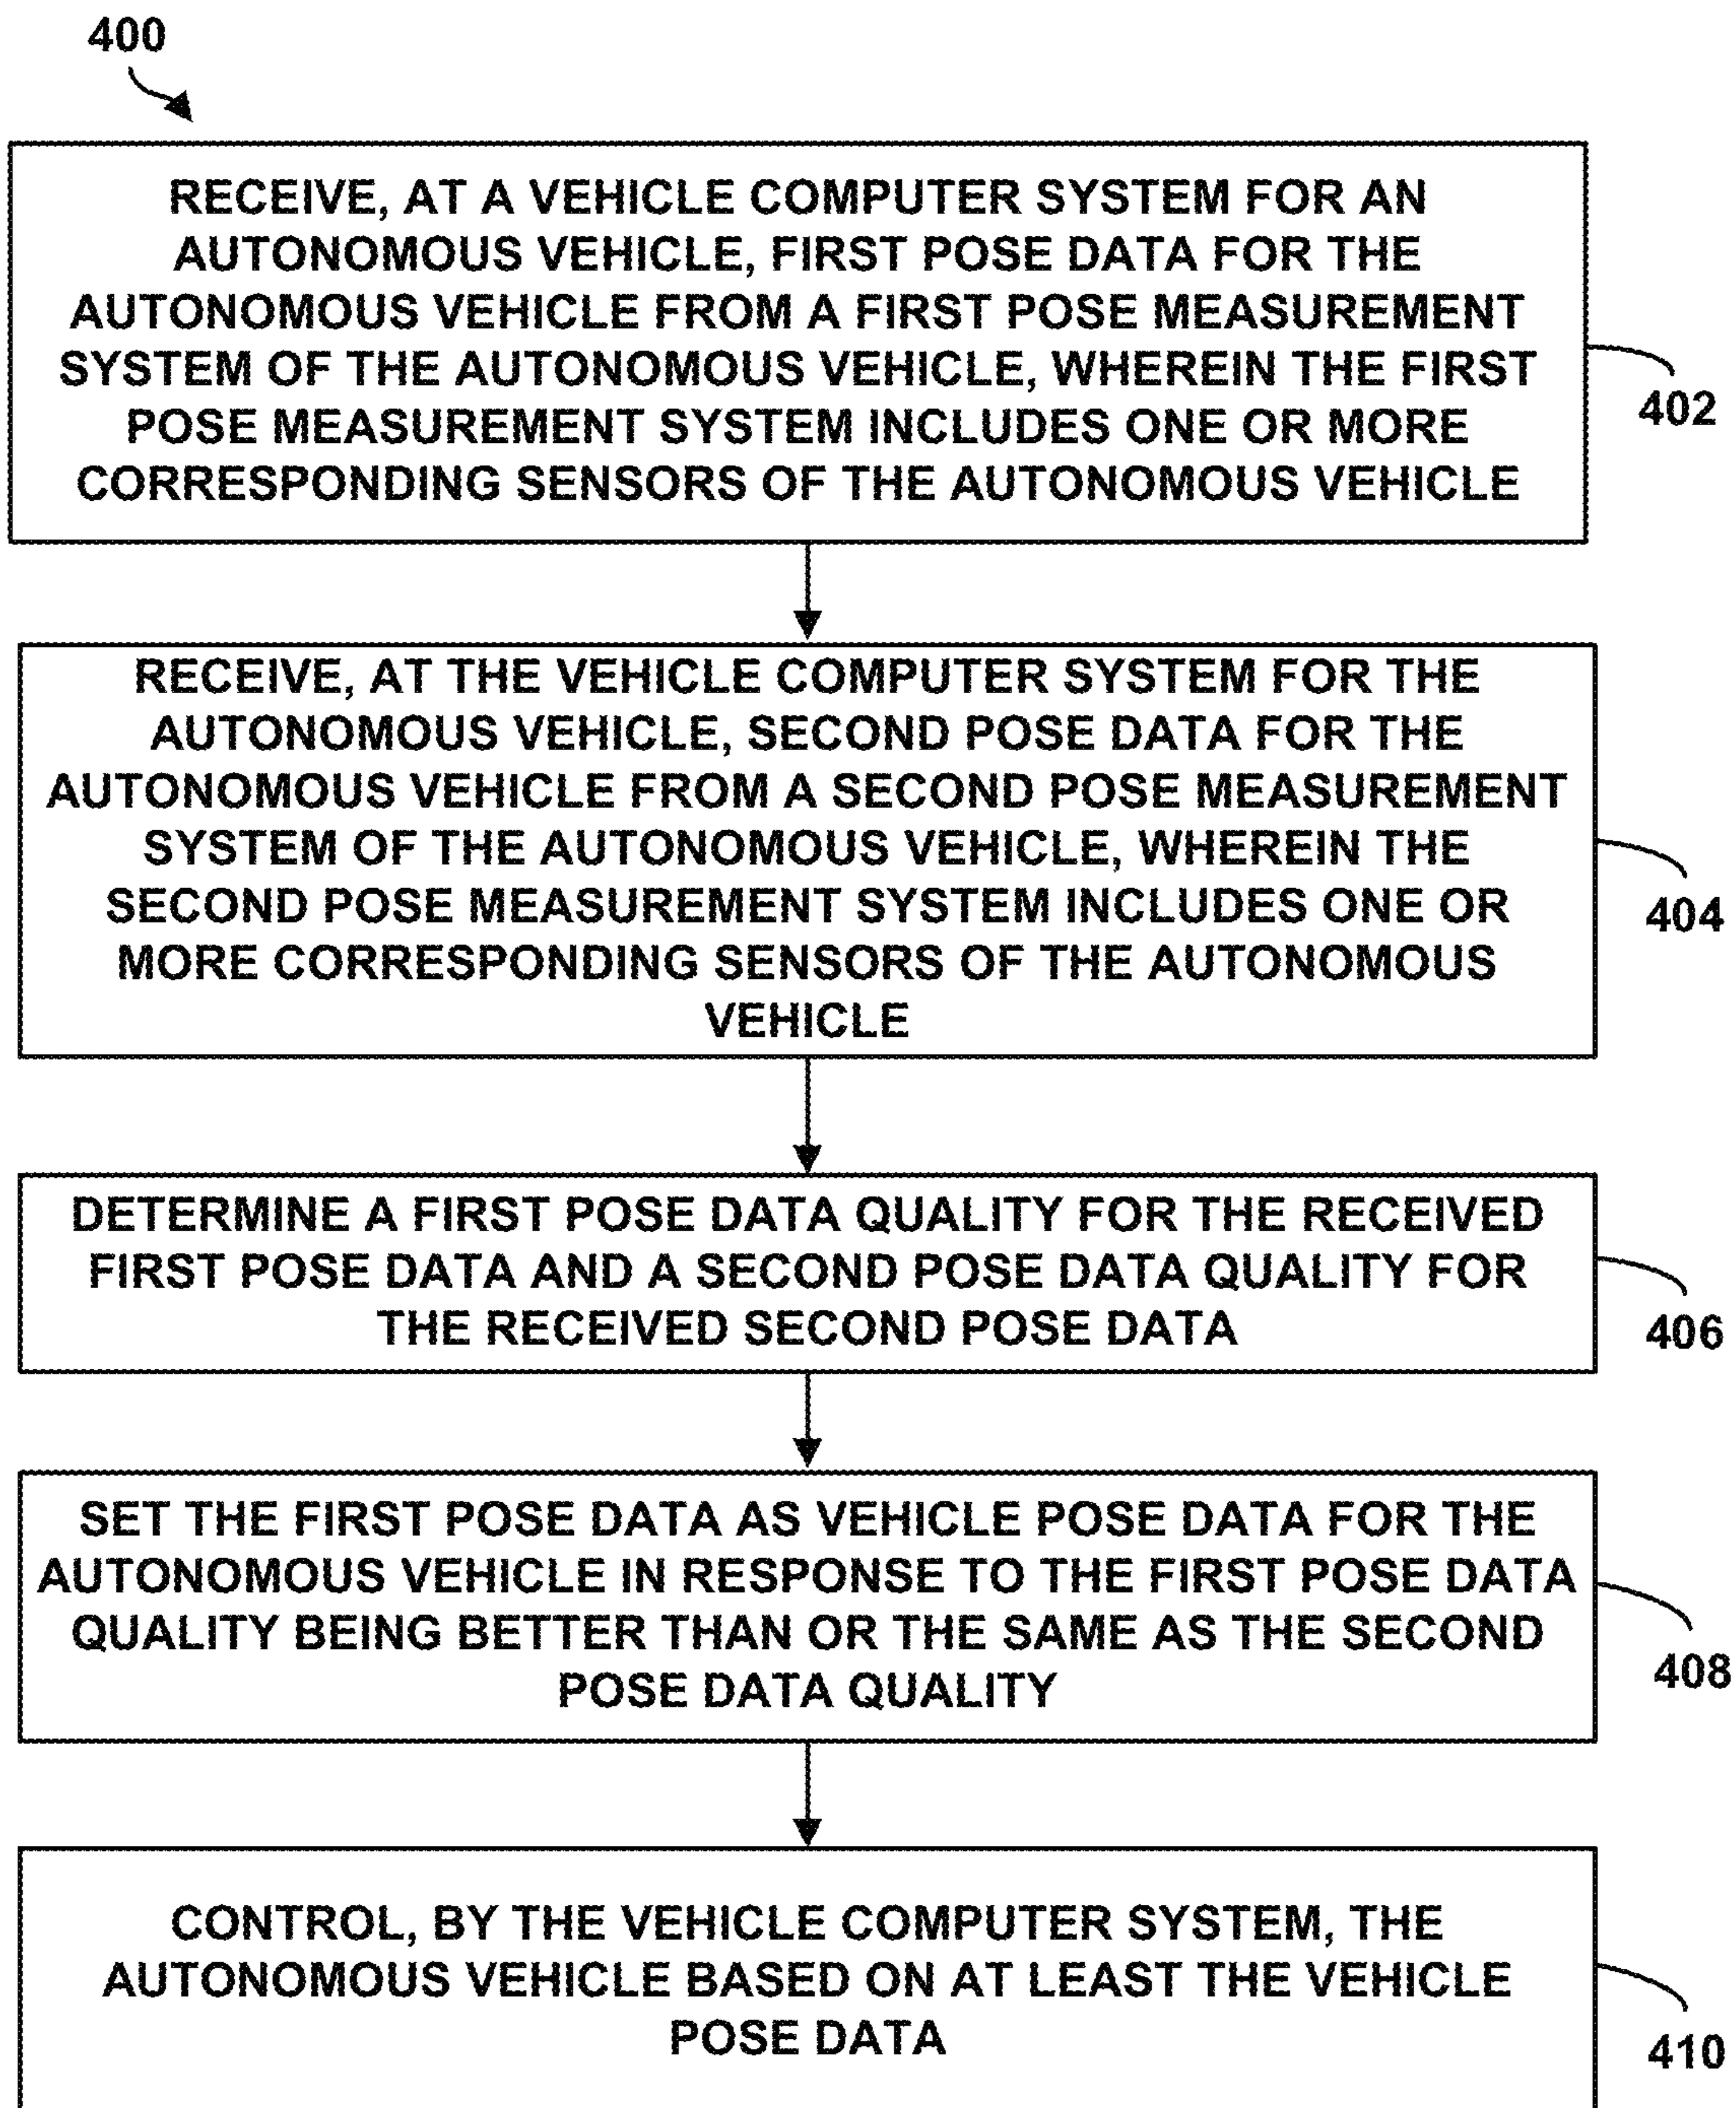 400
RECEIVE, AT A VEHICLE COMPUTER SYSTEM FOR AN
AUTONOMOUS VEHICLE, FIRST POSE DATA FOR THE
AUTONOMOUS VEHICLE FROM A FIRST POSE MEASUREMENT
SYSTEM OF THE AUTONOMOUS VEHICLE, WHEREIN THE FIRST
POSE MEASUREMENT SYSTEM INCLUDES ONE OR MORE
CORRESPONDING SENSORS OF THE AUTONOMOUS VEHICLE
402
RECEIVE, AT THE VEHICLE COMPUTER SYSTEM FOR THE
AUTONOMOUS VEHICLE, SECOND POSE DATA FOR THE
AUTONOMOUS VEHICLE FROM A SECOND POSE MEASUREMENT
SYSTEM OF THE AUTONOMOUS VEHICLE, WHEREIN THE
SECOND POSE MEASUREMENT SYSTEM INCLUDES ONE OR
MORE CORRESPONDING SENSORS OF THE AUTONOMOUS
VEHICLE
404
DETERMINE A FIRST POSE DATA QUALITY FOR THE RECEIVED
FIRST POSE DATA AND A SECOND POSE DATA QUALITY FOR
THE RECEIVED SECOND POSE DATA
406
SET THE FIRST POSE DATA AS VEHICLE POSE DATA FOR THE
AUTONOMOUS VEHICLE IN RESPONSE TO THE FIRST POSE DATA
QUALITY BEING BETTER THAN OR THE SAME AS THE SECOND
POSE DATA QUALITY
408
CONTROL, BY THE VEHICLE COMPUTER SYSTEM, THE
AUTONOMOUS VEHICLE BASED ON AT LEAST THE VEHICLE
POSE DATA
410